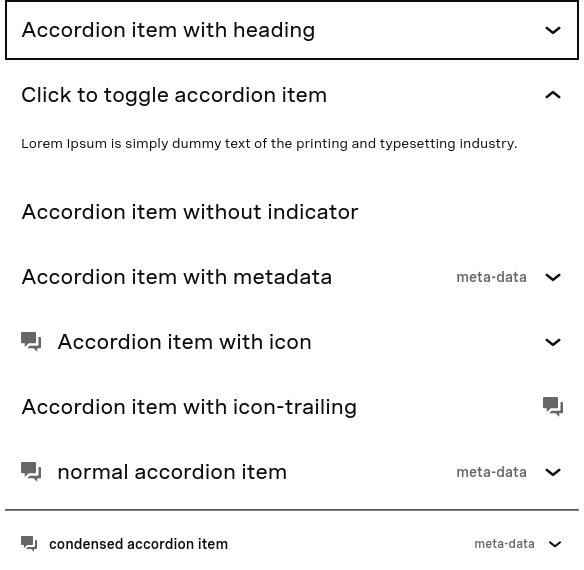 Accordion item with heading
Click to toggle accordion item
Lorem Ipsum is simply dummy text of the printing and typesetting industry.
Accordion item without indicator
Accordion item with metadata meta-data
Accordion item with icon
Accordion item with icon-trailing
normal accordion item meta-data
condensed accordion item meta-data